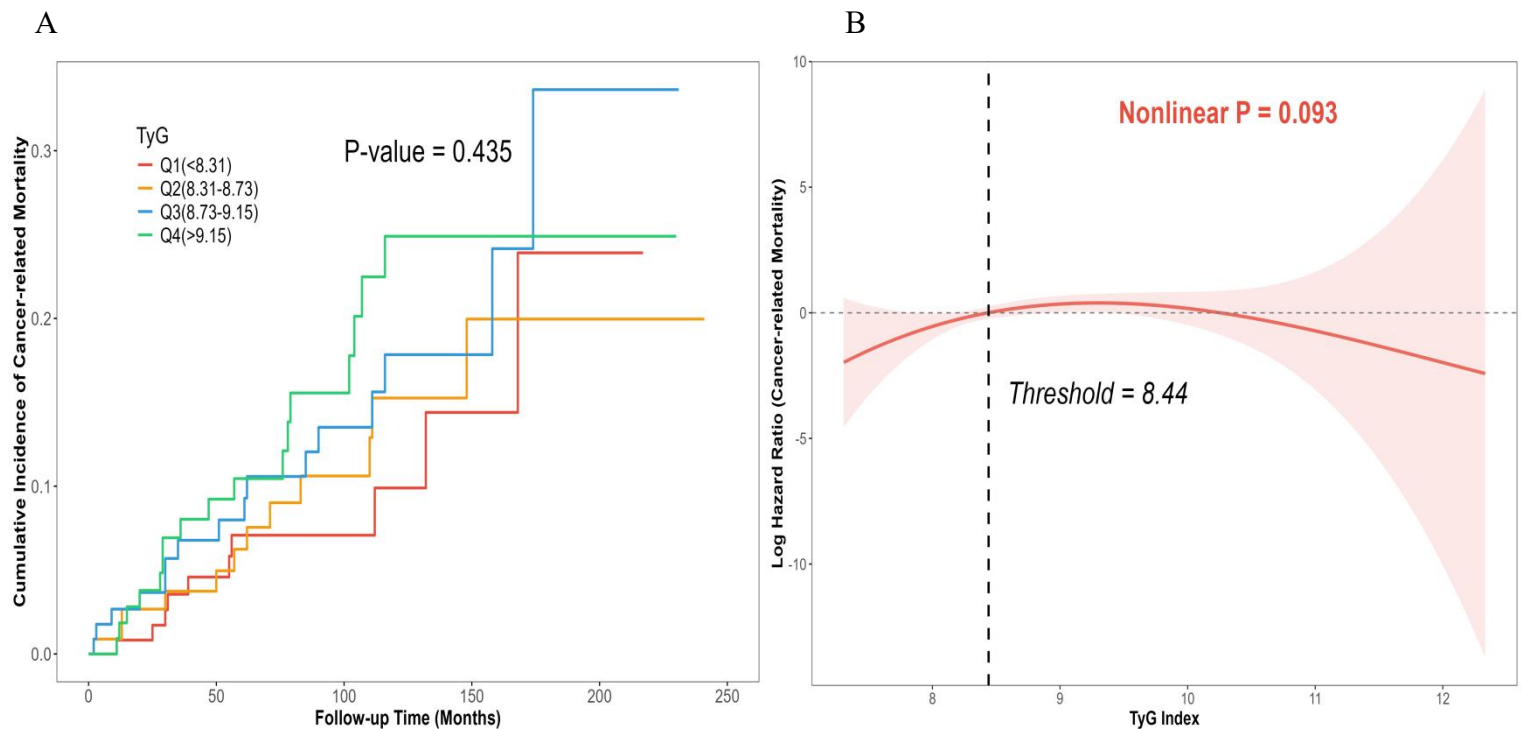 A
B
Cumulative Incidence of Cancer-related Mortality
0.3
0.2
0.1
0.0
TyG
Q1(<8.31)
Q2(8.31-8.73)
Q3(8.73-9.15)
Q4(>9.15)
P-value = 0.435
0
50
100
150
200
250
Follow-up Time (Months)
Log Hazard Ratio (Cancer-related Mortality)
10
5
0
-5
-10
Nonlinear P = 0.093
Threshold = 8.44
8
9
10
11
12
TyG Index